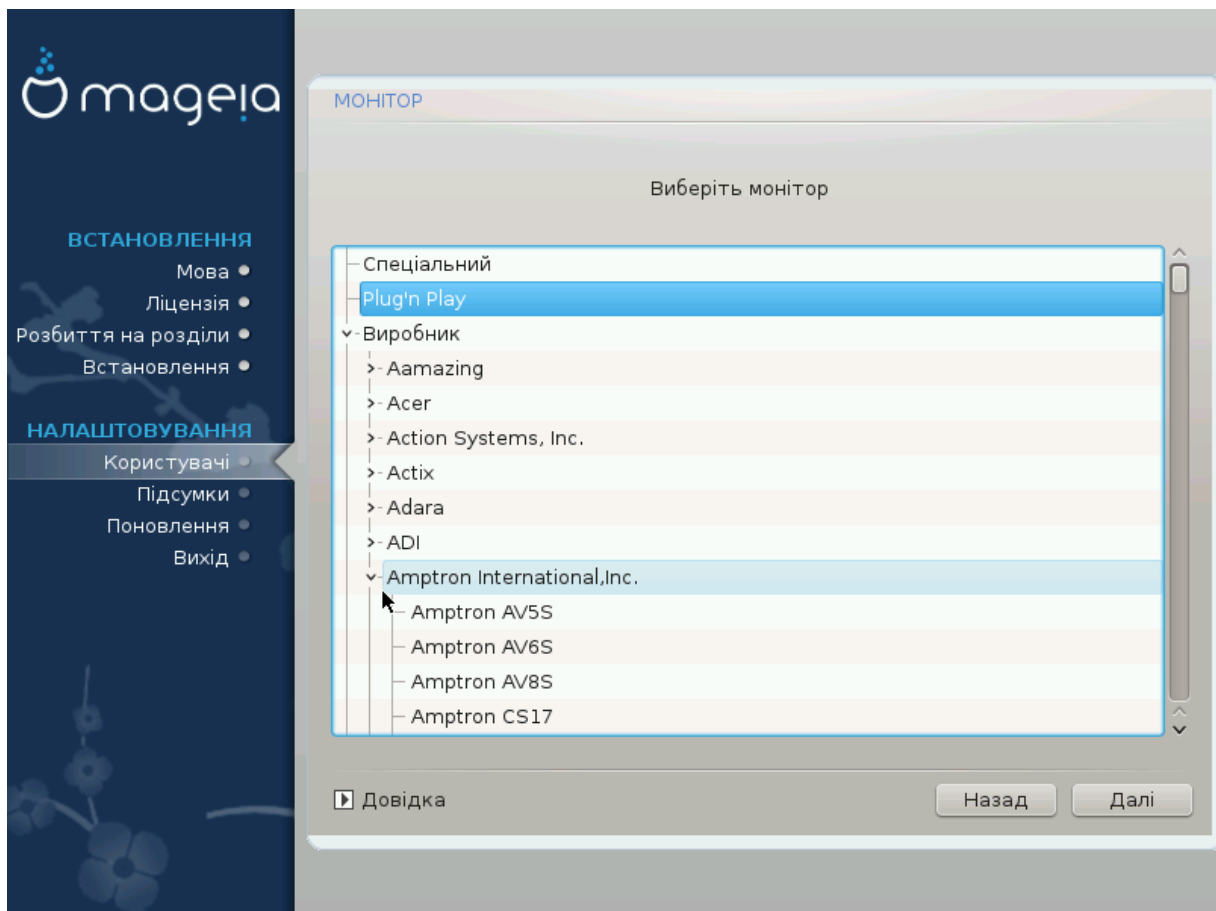 mageia
ВСТАНОВЛЕННЯ
Мова
Ліцензія
Розбиття на розділи
Встановлення
НАЛАШТОВУВАННЯ
Користувачі
Підсумки
Поновлення
Вихід
МОНІТОР
Виберіть монітор
Спеціальний
Plug'n Play
Виробник
Aamazing
Acer
Action Systems, Inc.
Actix
Adara
ADI
Amptron International,Inc.
Amptron AV5S
Amptron AV6S
Amptron AV8S
Amptron CS17
Довідка
Назад
Далі